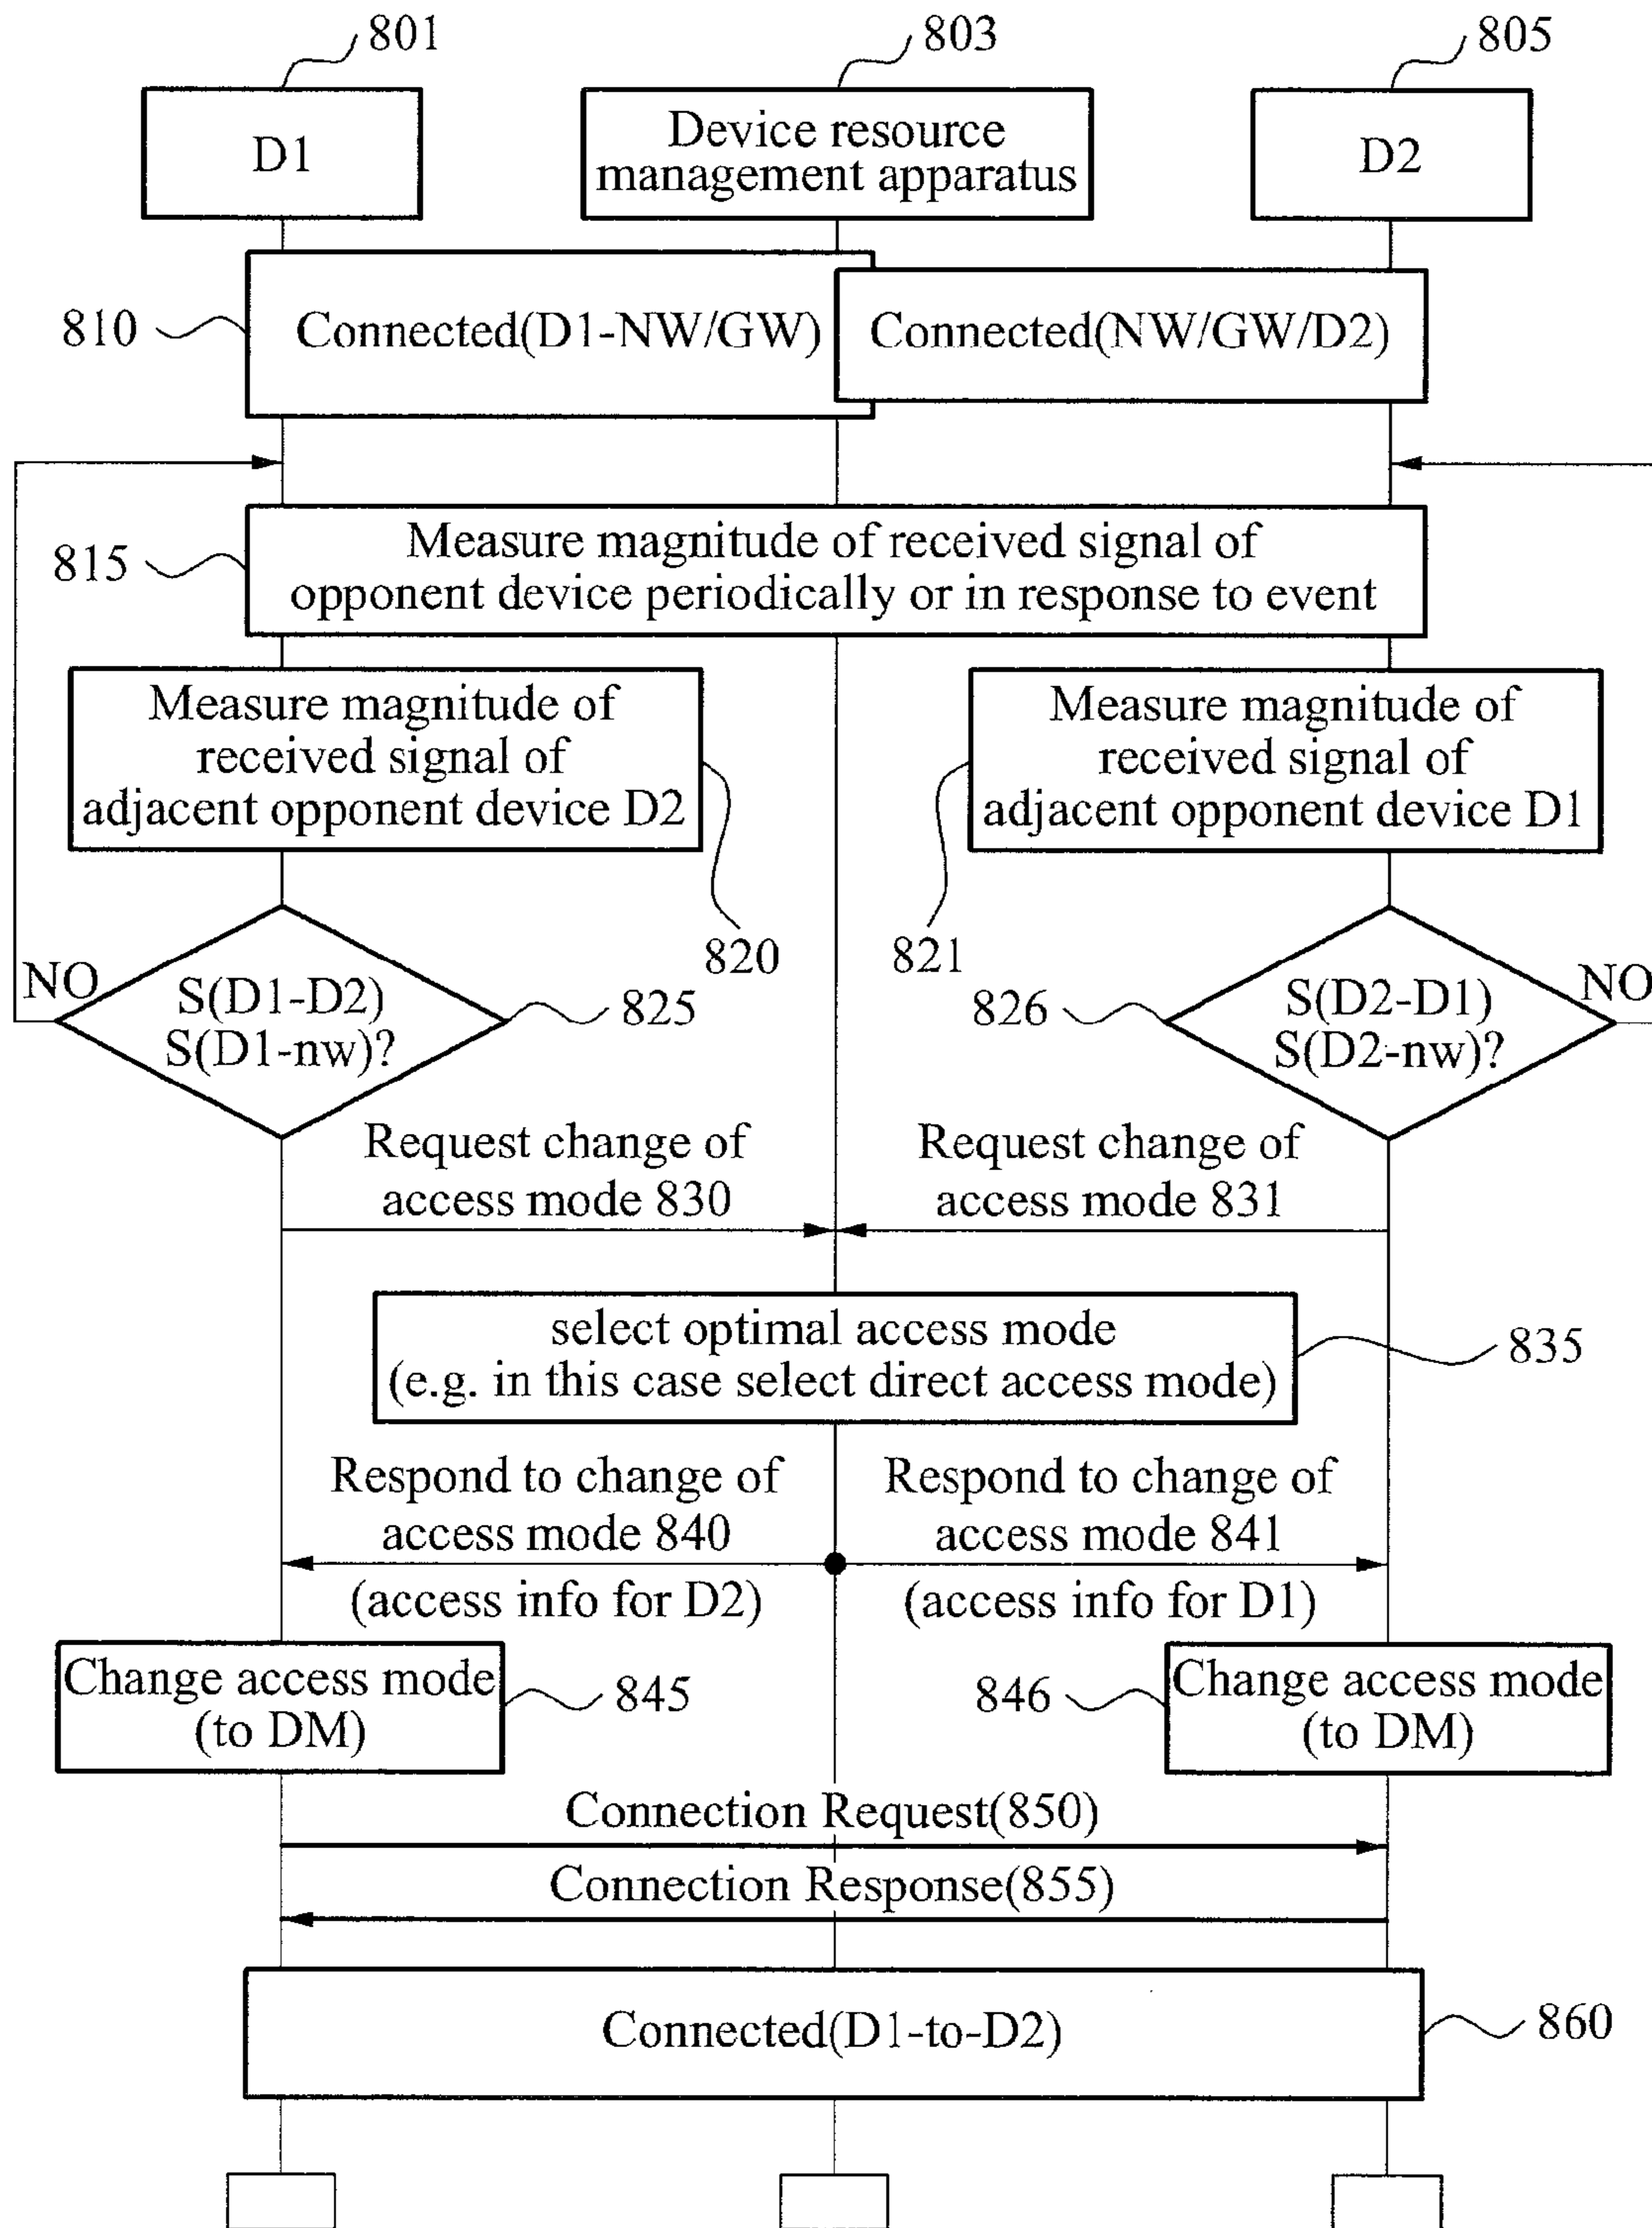 801
803
805
D1
Device resource
management apparatus
D2
810
Connected(D1-NW/GW)
Connected(NW/GW/D2)
815
Measure magnitude of received signal of
opponent device periodically or in response to event
Measure magnitude of
received signal of
adjacent opponent device D2
Measure magnitude of
received signal of
adjacent opponent device D1
820
821
NO
S(D1-D2)
S(D1-nw)?
825
826
S(D2-D1)
S(D2-nw)?
NO
Request change of
access mode 830
Request change of
access mode 831
select optimal access mode
(e.g. in this case select direct access mode)
835
Respond to change of
access mode 840
(access info for D2)
Respond to change of
access mode 841
(access info for D1)
Change access mode
(to DM)
845
846
Change access mode
(to DM)
Connection Request(850)
Connection Response(855)
Connected(D1-to-D2)
860